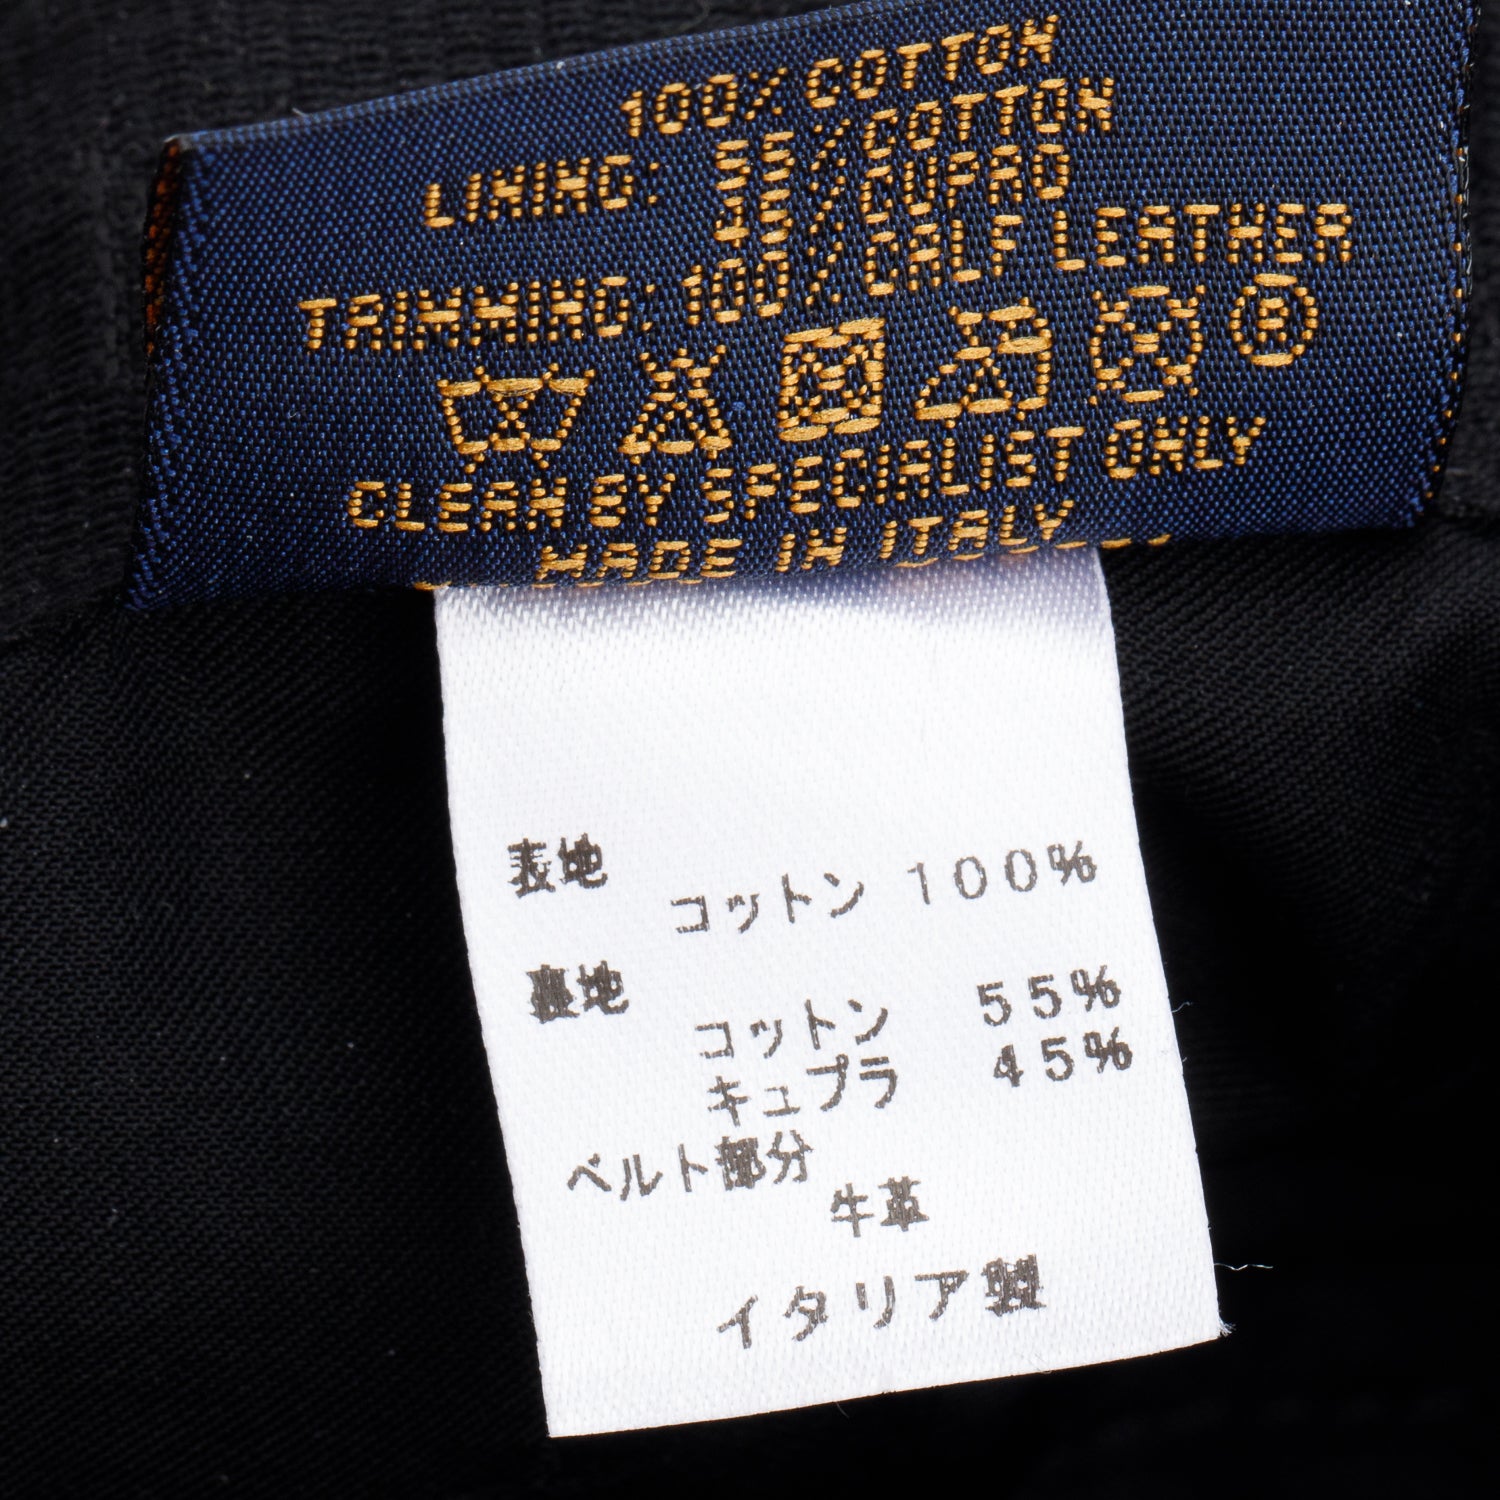 100% COTTON
LINING: 55% COTTON
45% CUPRO
TRIMMING: 100% CALF LEATHER
®
CLEAN BY SPECIALIST ONLY
MADE IN ITALY
表地
コットン 100%
裏地
コットン 55%
キュプラ 45%
ベルト部分
牛革
イタリア製